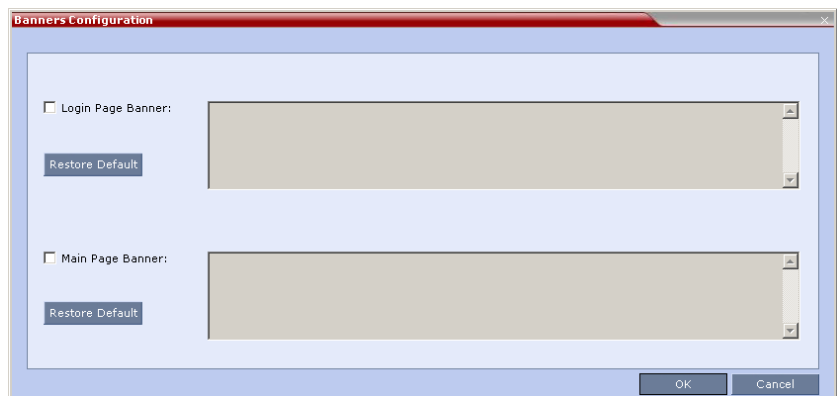 Banners Configuration
Login Page Banner:
Restore Default
Main Page Banner:
Restore Default
OK Cancel